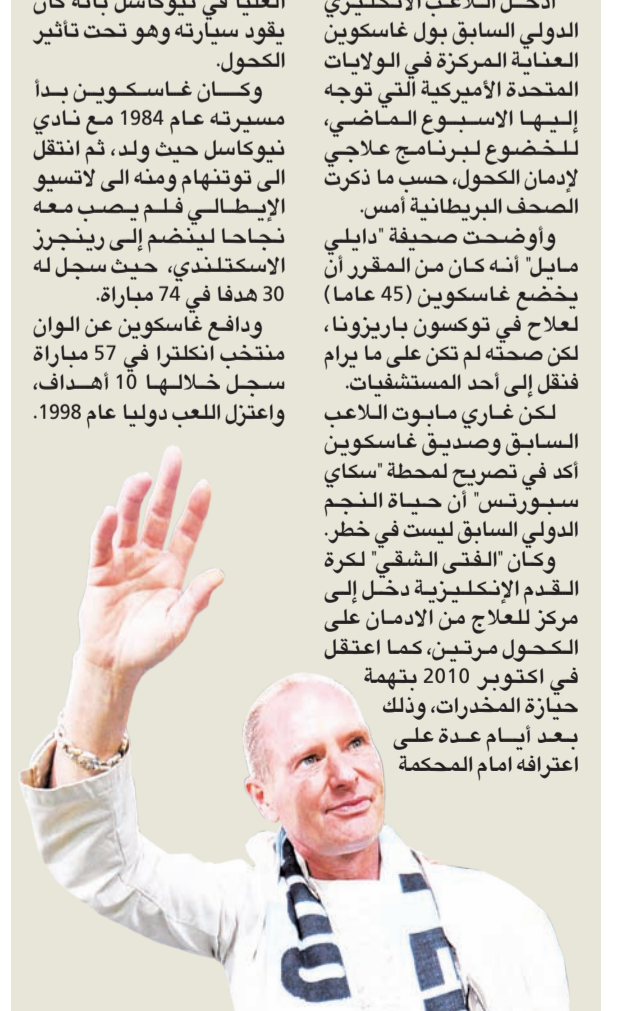 ادخل اللاعب الانكليزي
الدولي السابق بول غاسكوين
العناية المركزة في الولايات
المتحدة الأميركية التي توجه
إليها الاسبوع الماضي،
للخضوع لبرنامج علاجي
لإدمان الكحول، حسب ما ذكرت
الصحف البريطانية أمس.
وأوضحت صحيفة "دايلي
مايل" أنه كان من المقرر أن
يخضع غاسكوين (45 عاما)
لعلاج في توكسون باريزونا،
لكن صحته لم تكن على ما يرام
فنقل إلى أحد المستشفيات.
لكن غاري مابوت اللاعب
السابق وصديق غاسكوين
أكد في تصريح لمحطة "سكاي
سبورتس" أن حياة النجم
الدولي السابق ليست في خطر.
وكان "الفتى الشقي" لكرة
القدم الإنكليزية دخل إلى
مركز للعلاج من الادمان على
الكحول مرتين، كما اعتقل
في اكتوبر 2010 بتهمة
حيازة المخدرات، وذلك
بعد أيام عدة على
اعترافه امام المحكمة
العليا في نيوكاسل بأنه كان
يقود سيارته وهو تحت تأثير
الكحول.
وكان غاسكوين بدأ
مسيرته عام 1984 مع نادي
نيوكاسل حيث ولد، ثم انتقل
الى توتنهام ومنه الى لاتسيو
الإيطالي فلم يصب معه
نجاحا لينضم إلى رينجرز
الاسكتلندي، حيث سجل له
30 هدفا في 74 مباراة.
ودافع غاسكوين عن الوان
منتخب انكلترا في 57 مباراة
سجل خلالها 10 أهداف،
واعتزل اللعب دوليا عام 1998.